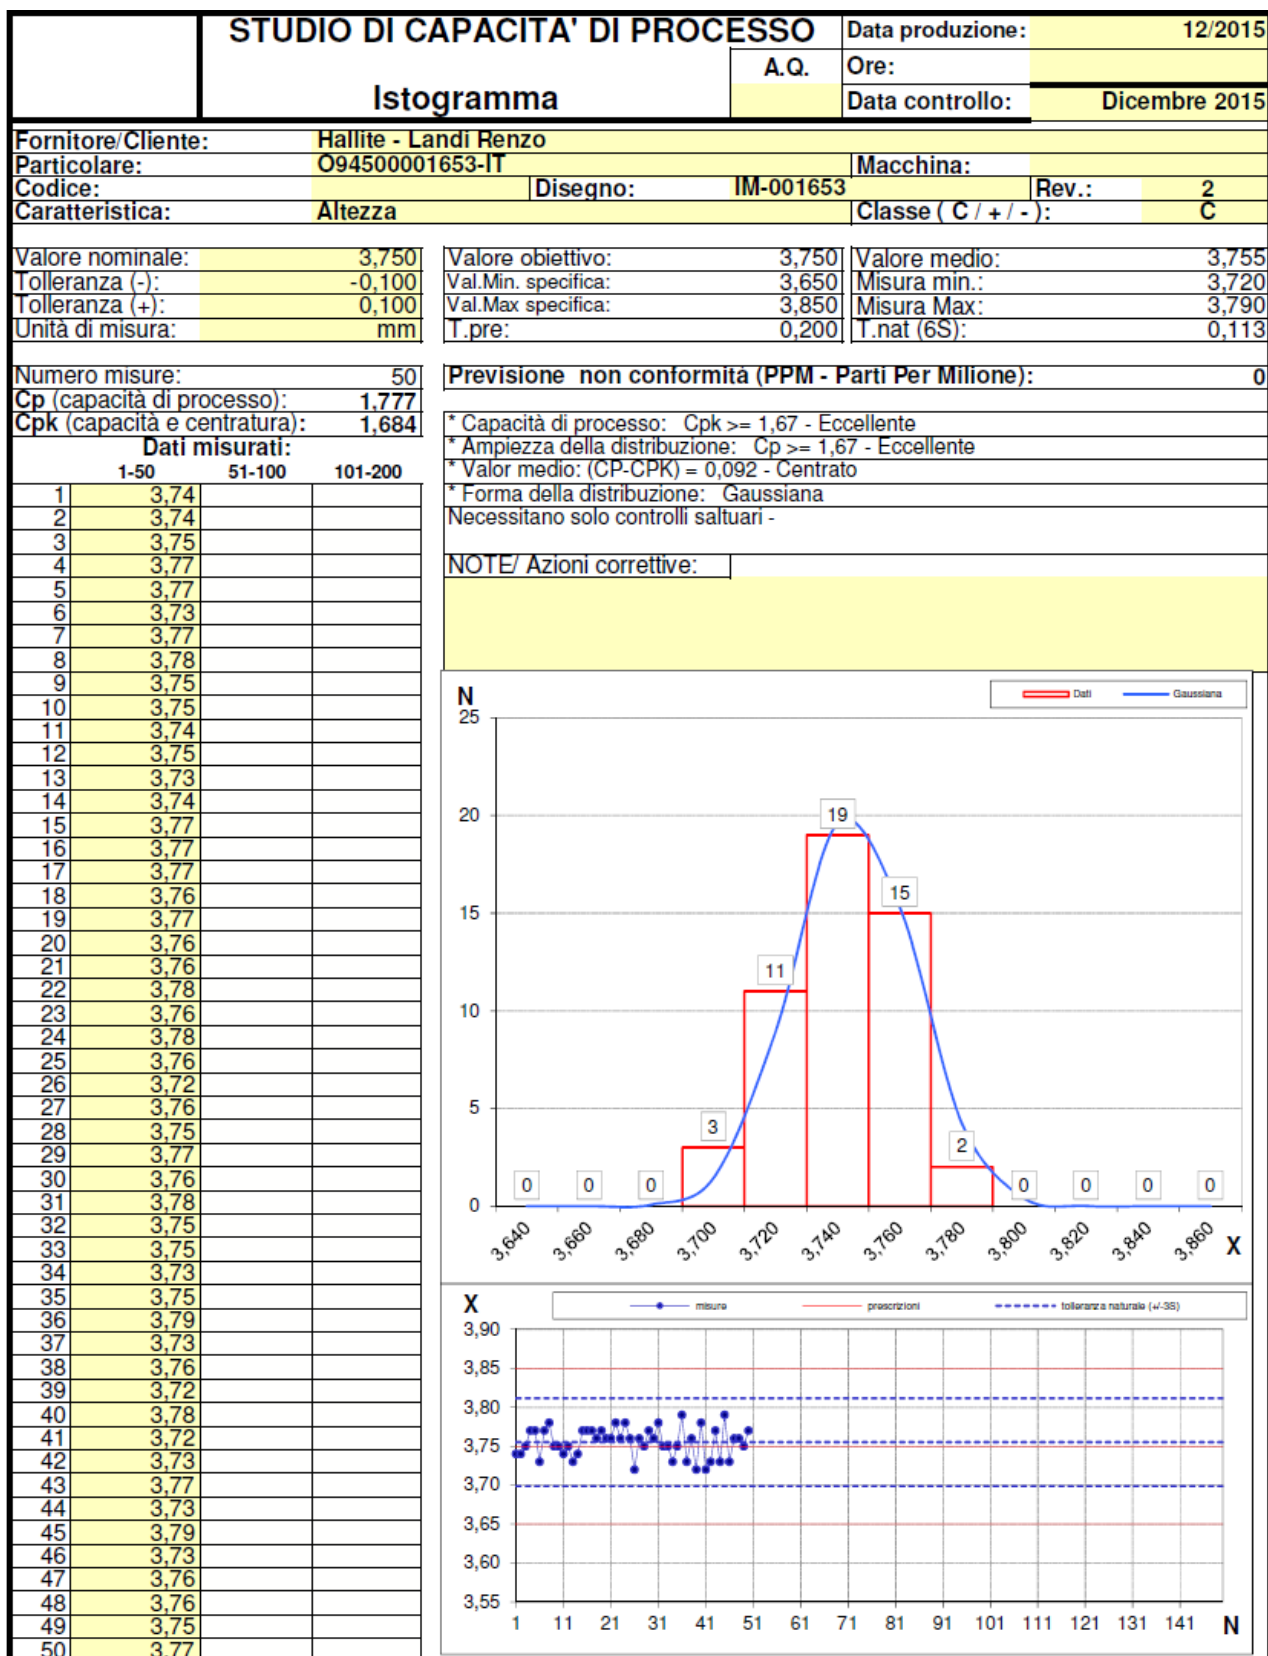 STUDIO DI CAPACITA' DI PROCESSO
Istogramma
A.Q.
Data produzione: 12/2015
Ore:
Data controllo: Dicembre 2015
Fornitore/Cliente: Hallite - Landi Renzo
Particolare: O94500001653-IT Macchina:
Codice: Disegno: IM-001653 Rev.: 2
Caratteristica: Altezza Classe ( C / + / - ): C
Valore nominale: 3,750 Valore obiettivo: 3,750 Valore medio: 3,755
Tolleranza (-): -0,100 Val.Min. specifica: 3,650 Misura min.: 3,720
Tolleranza (+): 0,100 Val.Max specifica: 3,850 Misura Max: 3,790
Unità di misura: mm T.pre: 0,200 T.nat (6S): 0,113
Numero misure: 50 Previsione non conformità (PPM - Parti Per Milione): 0
Cp (capacità di processo): 1,777
Cpk (capacità e centratura): 1,684
* Capacità di processo: Cpk >= 1,67 - Eccellente
* Ampiezza della distribuzione: Cp >= 1,67 - Eccellente
* Valor medio: (CP-CPK) = 0,092 - Centrato
* Forma della distribuzione: Gaussiana
Necessitano solo controlli saltuari -
NOTE/ Azioni correttive:
Dati misurati:
1-50 51-100 101-200
1 3,74
2 3,74
3 3,75
4 3,77
5 3,77
6 3,73
7 3,77
8 3,78
9 3,75
10 3,75
11 3,74
12 3,75
13 3,73
14 3,74
15 3,77
16 3,77
17 3,77
18 3,76
19 3,77
20 3,76
21 3,76
22 3,78
23 3,76
24 3,78
25 3,76
26 3,72
27 3,76
28 3,75
29 3,77
30 3,76
31 3,78
32 3,75
33 3,75
34 3,73
35 3,75
36 3,79
37 3,73
38 3,76
39 3,72
40 3,78
41 3,72
42 3,73
43 3,77
44 3,73
45 3,79
46 3,73
47 3,76
48 3,76
49 3,75
50 3,77
N
Dati Gaussiana
25
20
15
10
5
0
0 0 0 3 11 19 15 2 0 0 0 0
3,640 3,660 3,680 3,700 3,720 3,740 3,760 3,780 3,800 3,820 3,840 3,860 X
X
misure prescrizioni tolleranza naturale (+/-3S)
3,90
3,85
3,80
3,75
3,70
3,65
3,60
3,55
1 11 21 31 41 51 61 71 81 91 101 111 121 131 141 N